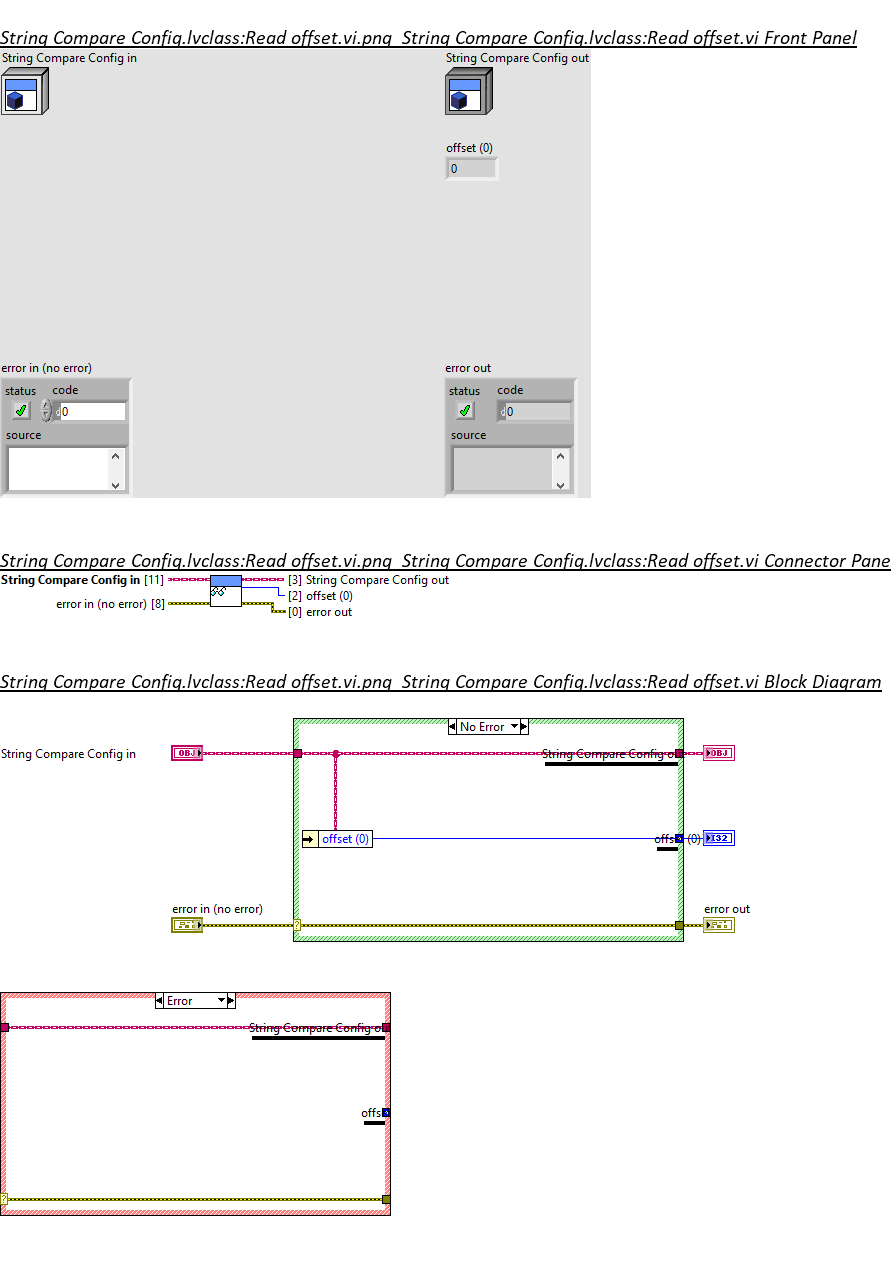 String Compare Config.lvclass:Read offset.vi.png  String Compare Config.lvclass:Read offset.vi Front Panel
String Compare Config in
String Compare Config out
offset (0)
0
error in (no error)
error out
status code
status code
d 0
d 0
source
source
String Compare Config.lvclass:Read offset.vi.png  String Compare Config.lvclass:Read offset.vi Connector Pane
String Compare Config in [11]
[3] String Compare Config out
[2] offset (0)
error in (no error) [8]
[0] error out
String Compare Config.lvclass:Read offset.vi.png  String Compare Config.lvclass:Read offset.vi Block Diagram
No Error
String Compare Config in
OBJ
String Compare Config ou
OBJ
offset (0)
offs (0)
I32
error in (no error)
error out
?
Error
String Compare Config ou
offs
?